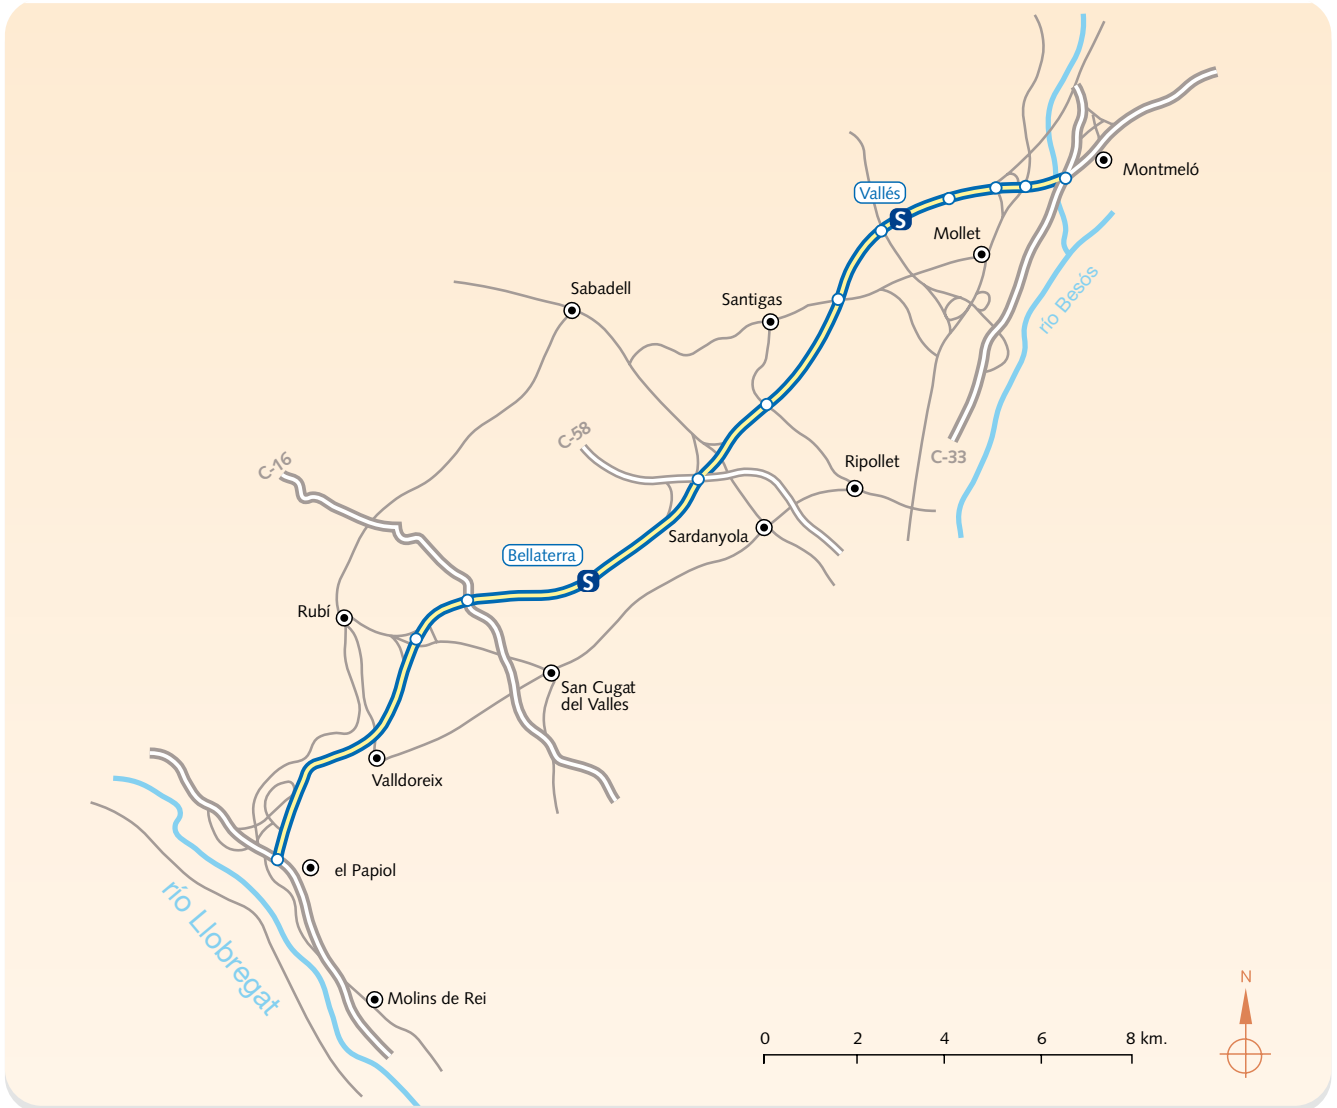 Montmeló
Vallés
S
Mollet
Sabadell
Santigas
río Besós
C-58
C-16
C-33
Ripollet
Sardanyola
Bellaterra
S
Rubí
San Cugat
del Valles
Valldoreix
el Papiol
río Llobregat
N
Molins de Rei
0 2 4 6 8 km.